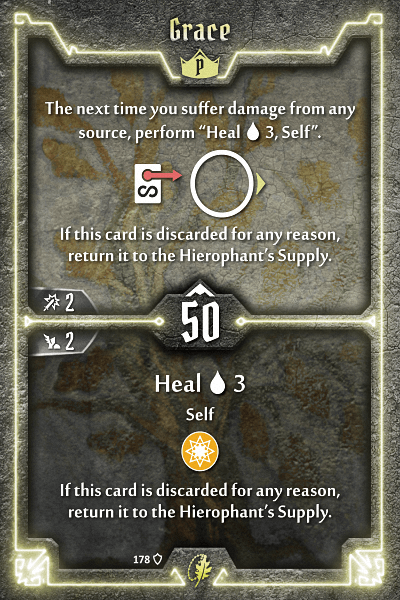 Grace
P
The next time you suffer damage from any
source, perform “Heal 3, Self”.
If this card is discarded for any reason,
return it to the Hierophant’s Supply.
2
50
2
Heal 3
Self
If this card is discarded for any reason,
return it to the Hierophant’s Supply.
178